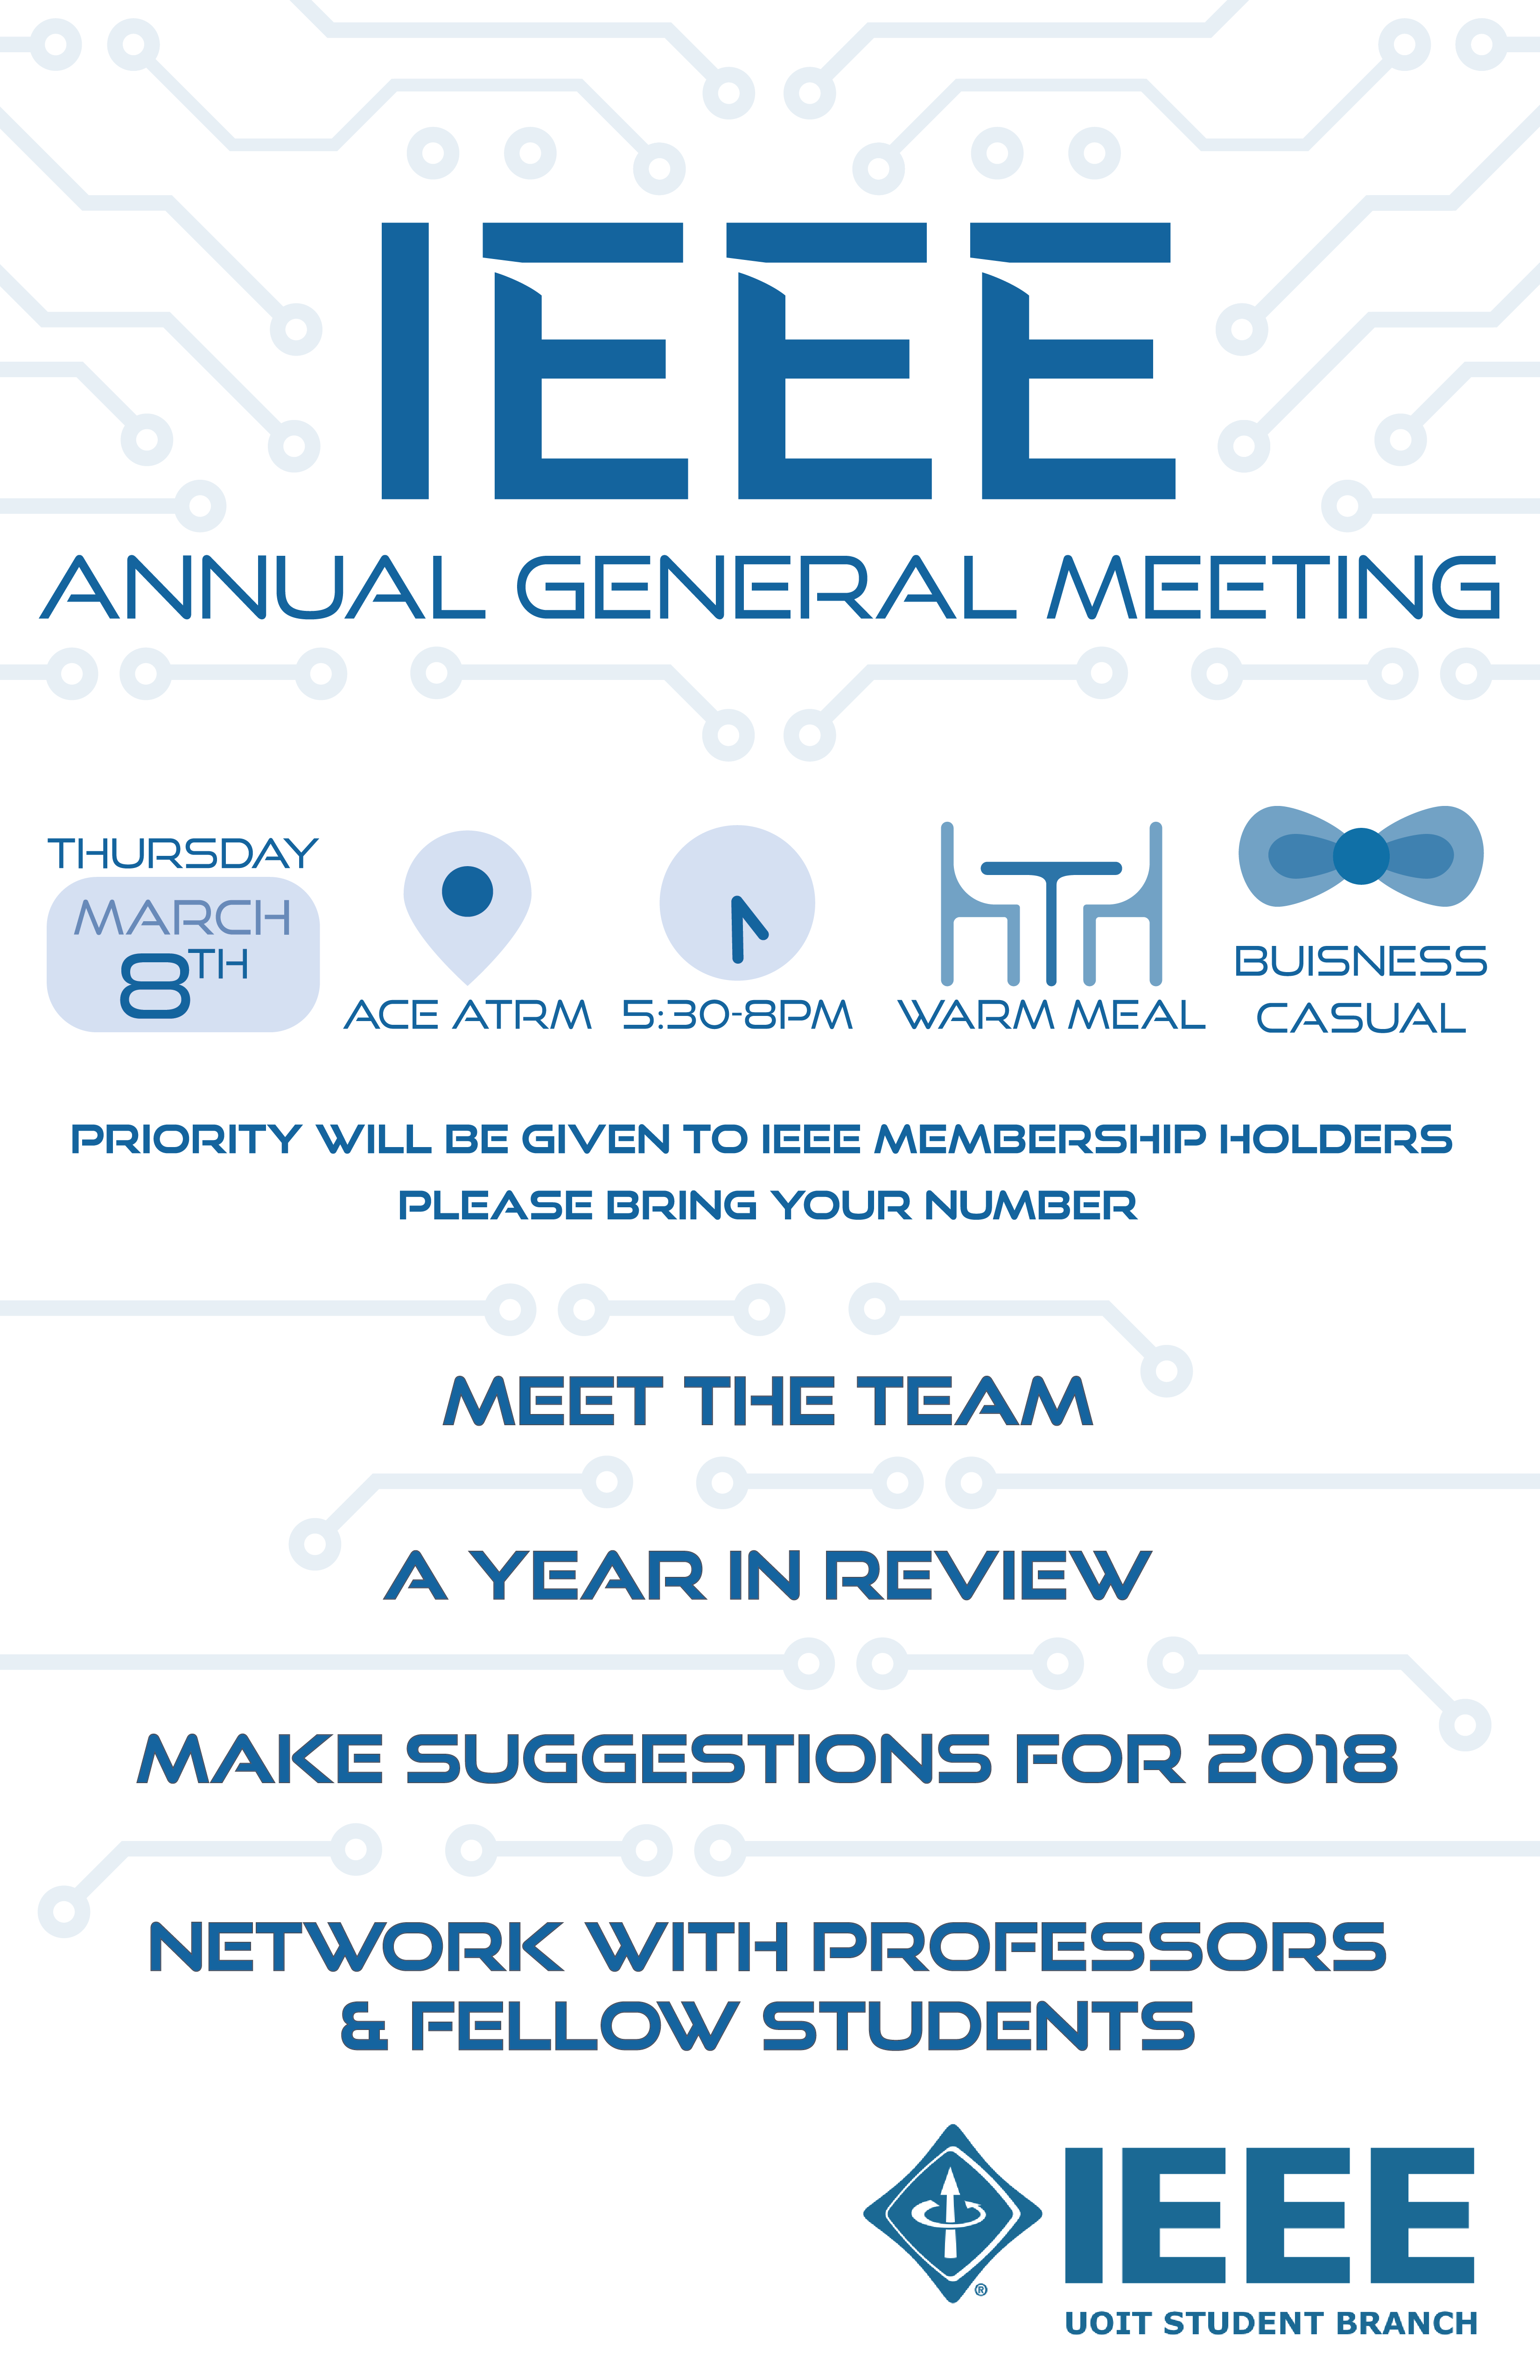 IEEE
ANNUAL GENERAL MEETING
THURSDAY
MARCH
8TH
ACE ATRM
5:30-8PM
WARM MEAL
BUISNESS
CASUAL
PRIORITY WILL BE GIVEN TO IEEE MEMBERSHIP HOLDERS
PLEASE BRING YOUR NUMBER
MEET THE TEAM
A YEAR IN REVIEW
MAKE SUGGESTIONS FOR 2018
NETWORK WITH PROFESSORS
& FELLOW STUDENTS
IEEE
®
UOIT STUDENT BRANCH